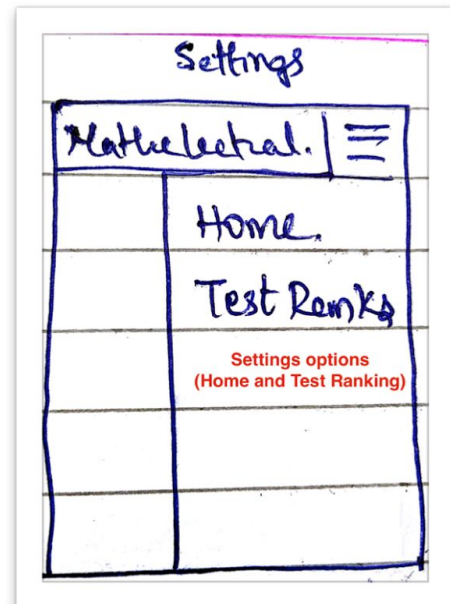 Settings
Mathelectral.
Home.
Test Ranks
Settings options
(Home and Test Ranking)